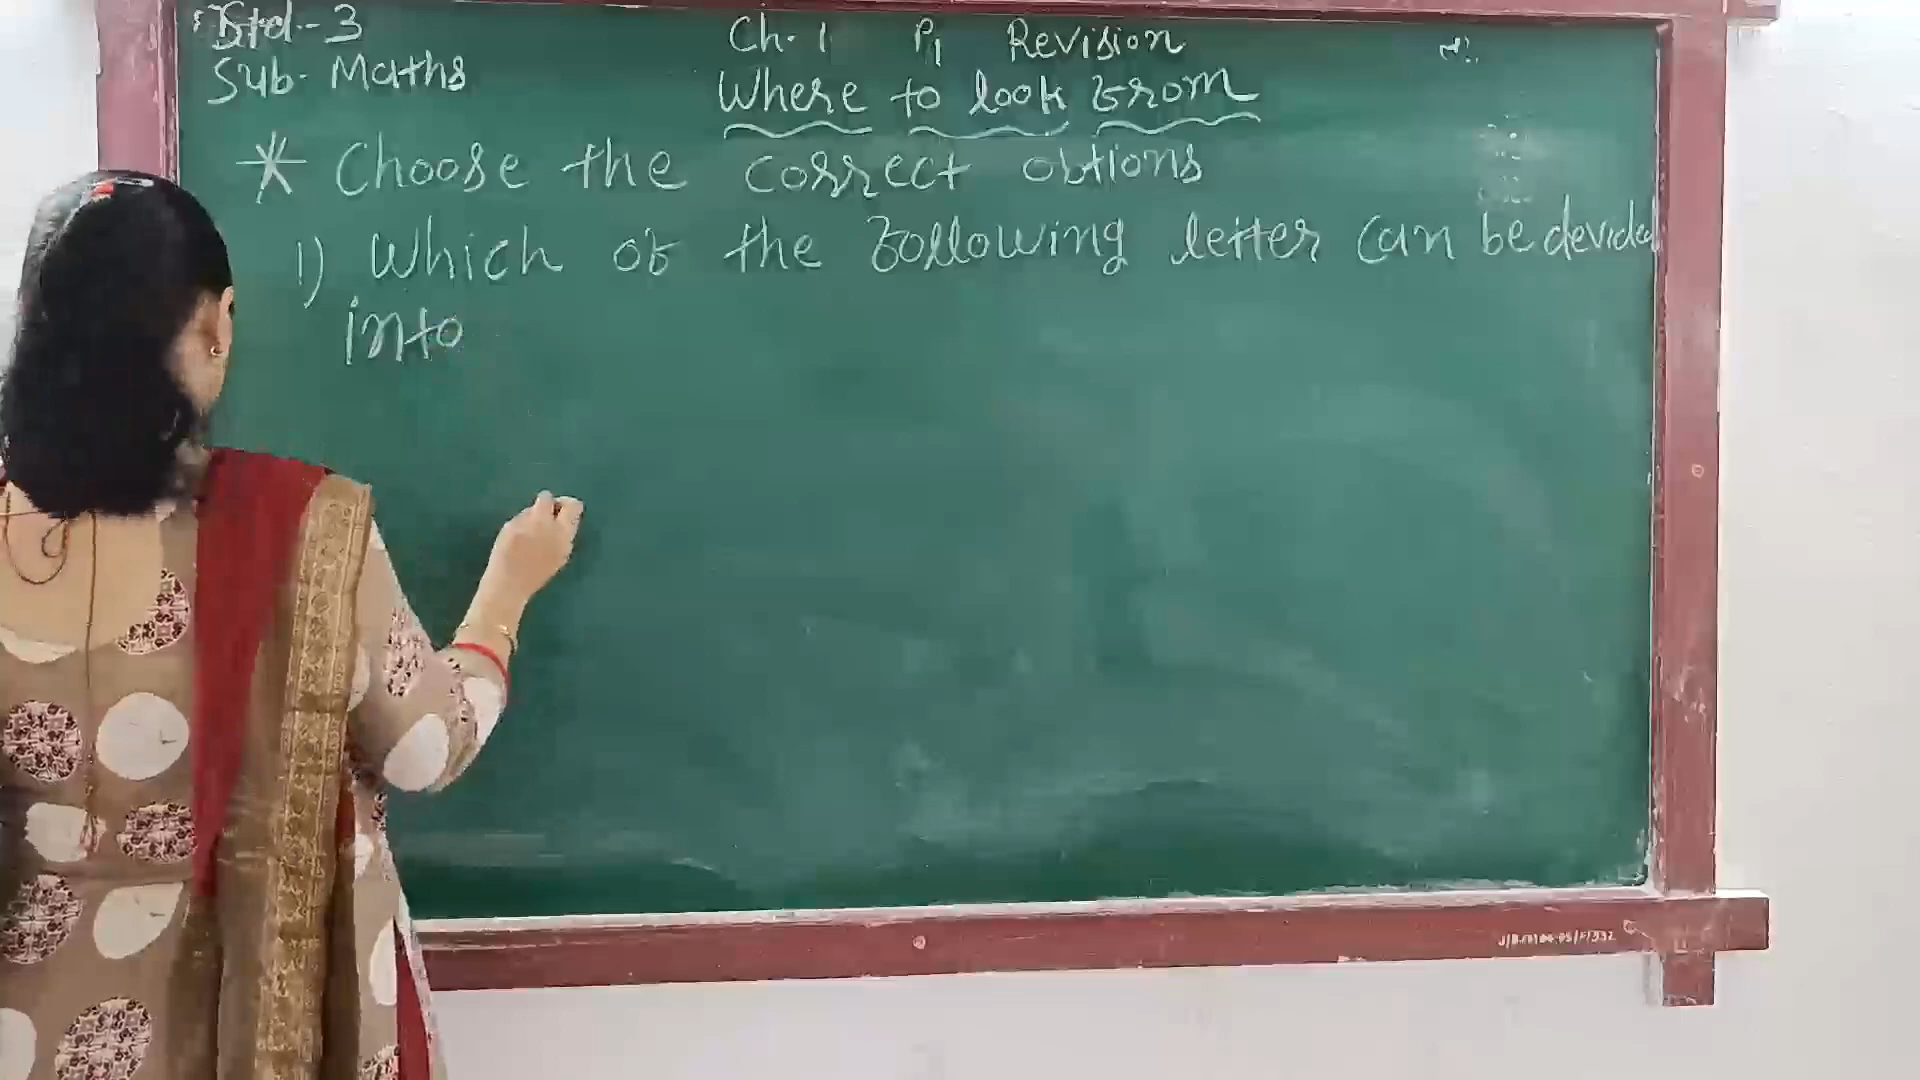 Std-3
Sub- Maths
Ch. 1 P1 Revision
Where to look from
* Choose the correct options
1) Which of the following letter can be devided
into